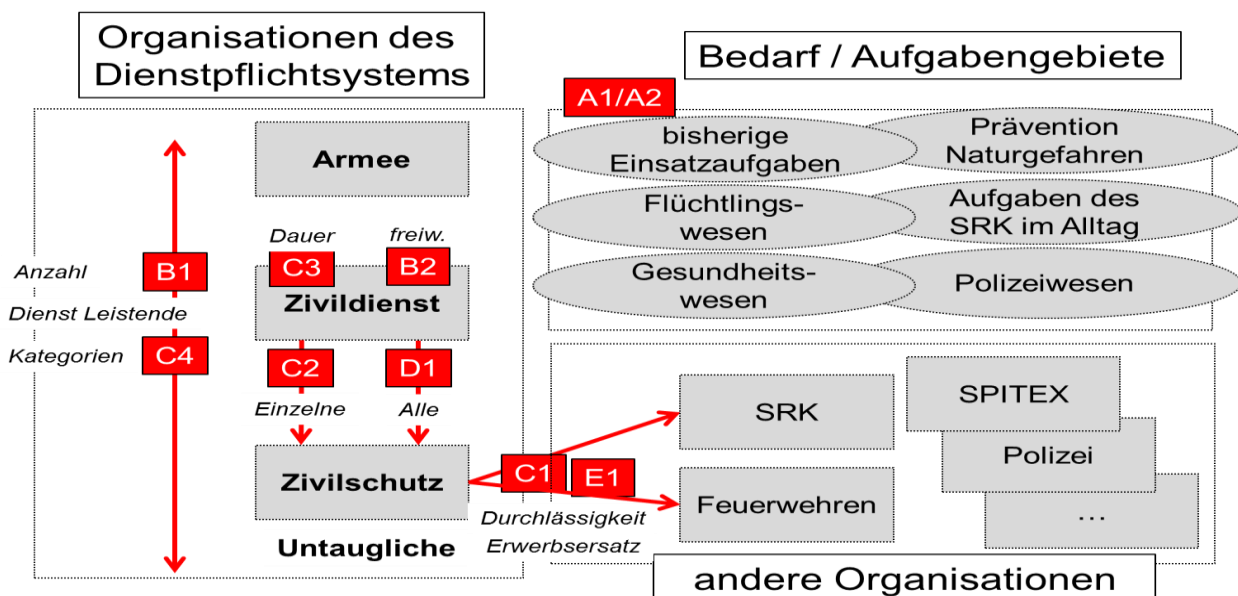 Organisationen des
Dienstpflichtsystems
Armee
Dauer
freiw.
C3
B2
Anzahl
B1
Zivildienst
Dienst Leistende
Kategorien
C4
C2
D1
Einzelne
Alle
Zivilschutz
Untaugliche
C1
E1
Durchlässigkeit
Erwerbsersatz
Bedarf / Aufgabengebiete
A1/A2
bisherige
Einsatzaufgaben
Prävention
Naturgefahren
Flüchtlings-
wesen
Aufgaben des
SRK im Alltag
Gesundheits-
wesen
Polizeiwesen
SRK
SPITEX
Polizei
Feuerwehren
...
andere Organisationen